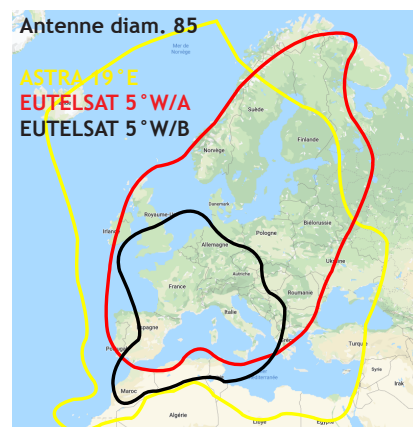 Antenne diam. 85
Mer de
Norvège
ASTRA 19°E
EUTELSAT 5°W/A
EUTELSAT 5°W/B
Suède
Finlande
Norvège
Danemark
Royaume-U
Irlande
Biélorussie
Pologne
Allemagne
Ukraine
Autriche
France
Roumanie
Italie
Espagne
Portugal
Grèce
Turquie
Syrie
Maroc
Algérie
Libye
Égypte
Irak